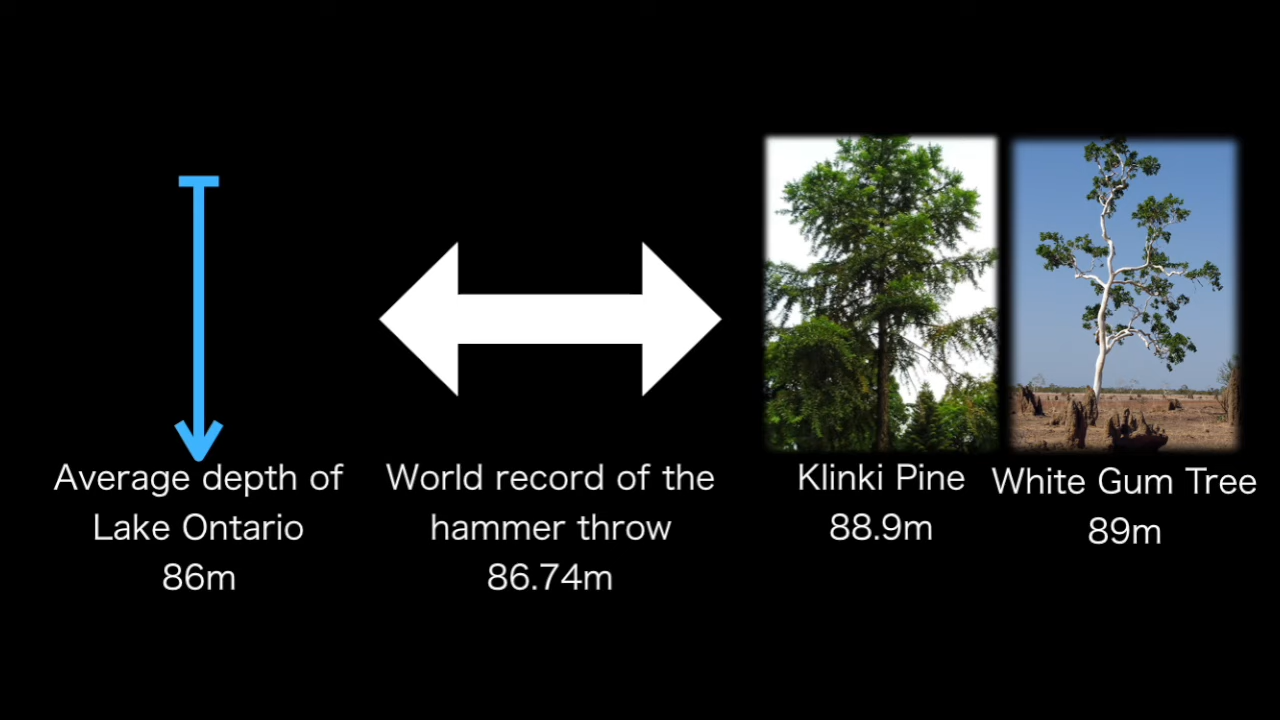 Average depth of
Lake Ontario
86m
World record of the
hammer throw
86.74m
Klinki Pine
88.9m
White Gum Tree
89m